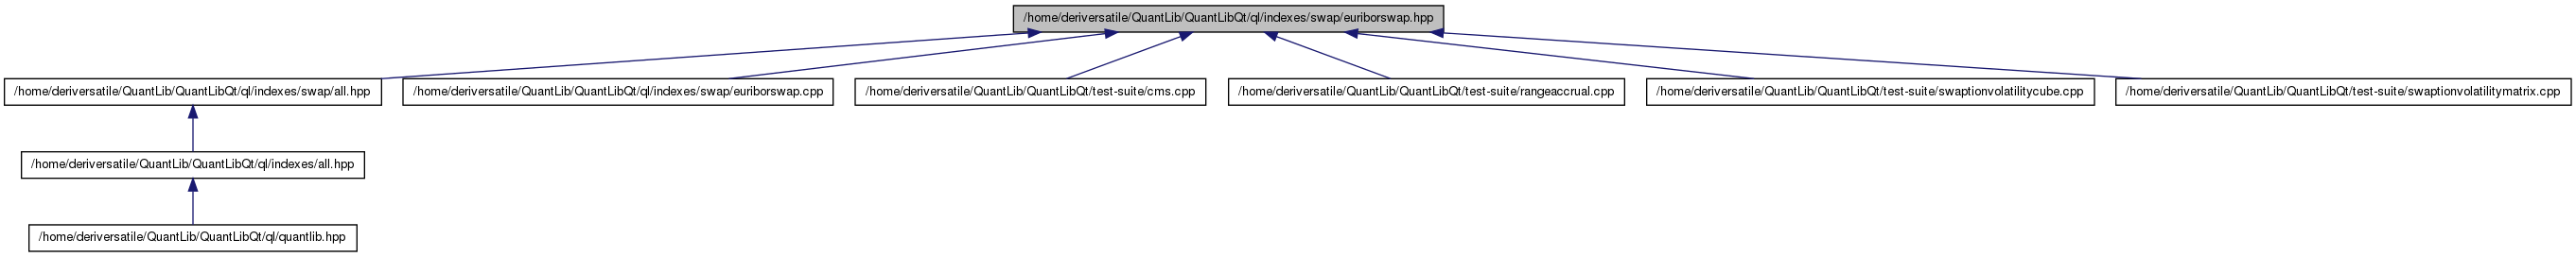 /home/deriversatile/QuantLib/QuantLibQt/ql/indexes/swap/euriborswap.hpp
/home/deriversatile/QuantLib/QuantLibQt/ql/indexes/swap/all.hpp
/home/deriversatile/QuantLib/QuantLibQt/ql/indexes/swap/euriborswap.cpp
/home/deriversatile/QuantLib/QuantLibQt/test-suite/cms.cpp
/home/deriversatile/QuantLib/QuantLibQt/test-suite/rangeaccrual.cpp
/home/deriversatile/QuantLib/QuantLibQt/test-suite/swaptionvolatilitycube.cpp
/home/deriversatile/QuantLib/QuantLibQt/test-suite/swaptionvolatilitymatrix.cpp
/home/deriversatile/QuantLib/QuantLibQt/ql/indexes/all.hpp
/home/deriversatile/QuantLib/QuantLibQt/ql/quantlib.hpp